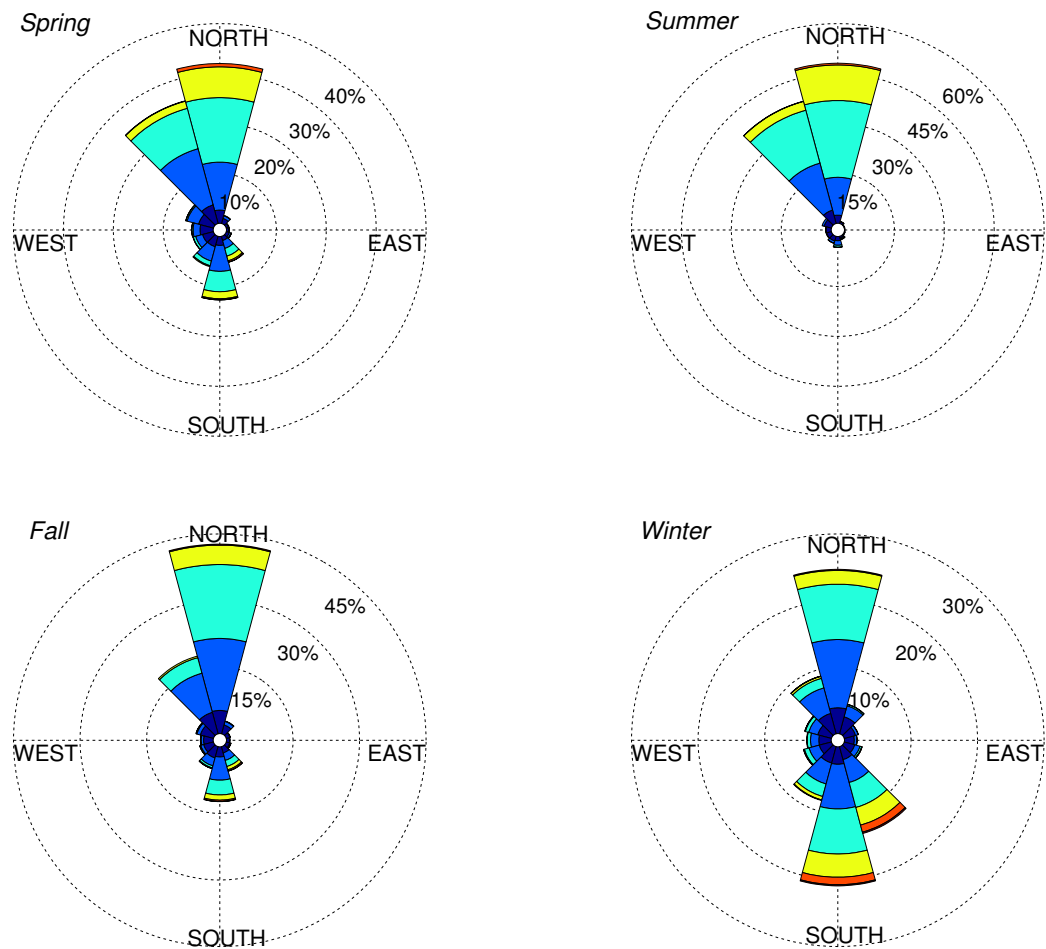 Spring
NORTH
40%
30%
20%
10%
WEST
EAST
SOUTH
Summer
NORTH
60%
45%
30%
15%
WEST
EAST
SOUTH
Fall
NORTH
45%
30%
15%
WEST
EAST
SOUTH
Winter
NORTH
30%
20%
10%
WEST
EAST
SOUTH